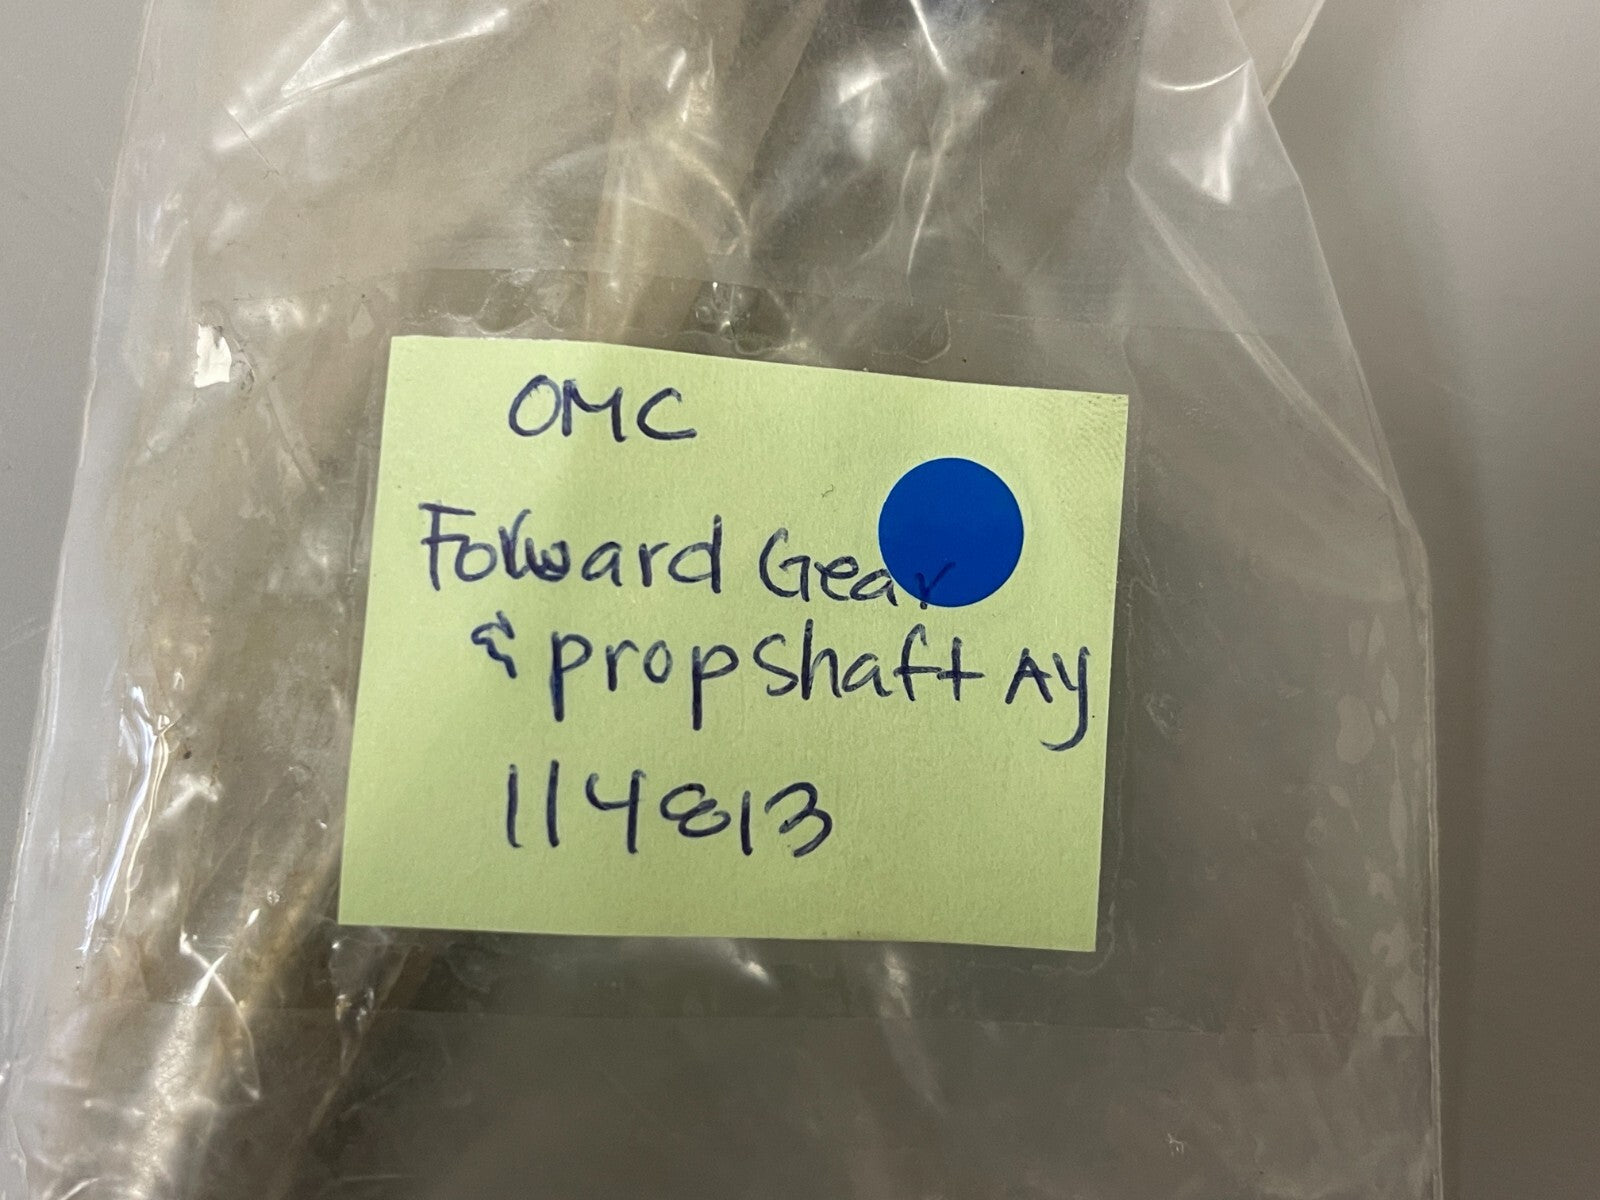 OMC
Forward Gear
& propshaft AY
114813